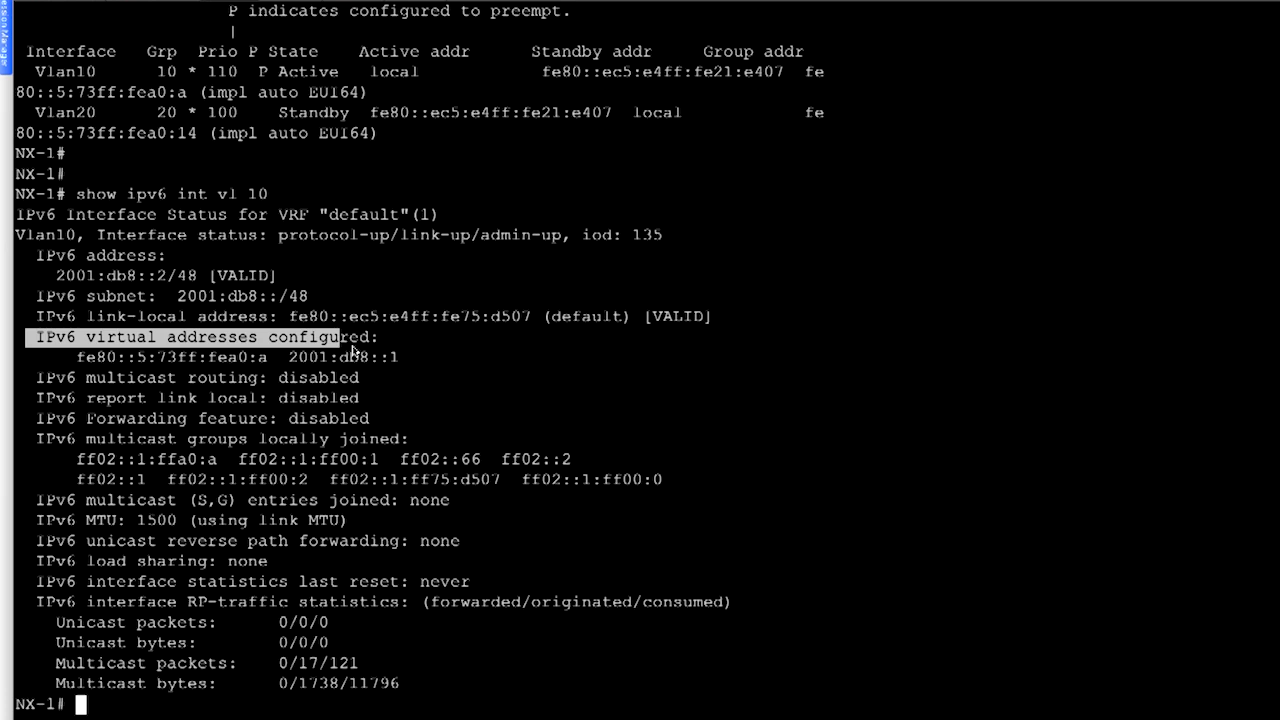 P indicates configured to preempt.
|
Interface Grp Prio P State Active addr Standby addr Group addr
Vlan10 10 * 110 P Active local fe80::ec5:e4ff:fe21:e407 fe
80::5:73ff:fea0:a (impl auto EUI64)
Vlan20 20 * 100 Standby fe80::ec5:e4ff:fe21:e407 local fe
80::5:73ff:fea0:14 (impl auto EUI64)
NX-1#
NX-1#
NX-1# show ipv6 int vl 10
IPv6 Interface Status for VRF "default"(1)
Vlan10, Interface status: protocol-up/link-up/admin-up, iod: 135
IPv6 address:
2001:db8::2/48 [VALID]
IPv6 subnet: 2001:db8::/48
IPv6 link-local address: fe80::ec5:e4ff:fe75:d507 (default) [VALID]
IPv6 virtual addresses configured:
fe80::5:73ff:fea0:a 2001:db8::1
IPv6 multicast routing: disabled
IPv6 report link local: disabled
IPv6 Forwarding feature: disabled
IPv6 multicast groups locally joined:
ff02::1:ffa0:a ff02::1:ff00:1 ff02::66 ff02::2
ff02::1 ff02::1:ff00:2 ff02::1:ff75:d507 ff02::1:ff00:0
IPv6 multicast (S,G) entries joined: none
IPv6 MTU: 1500 (using link MTU)
IPv6 unicast reverse path forwarding: none
IPv6 load sharing: none
IPv6 interface statistics last reset: never
IPv6 interface RP-traffic statistics: (forwarded/originated/consumed)
Unicast packets: 0/0/0
Unicast bytes: 0/0/0
Multicast packets: 0/17/121
Multicast bytes: 0/1738/11796
NX-1#